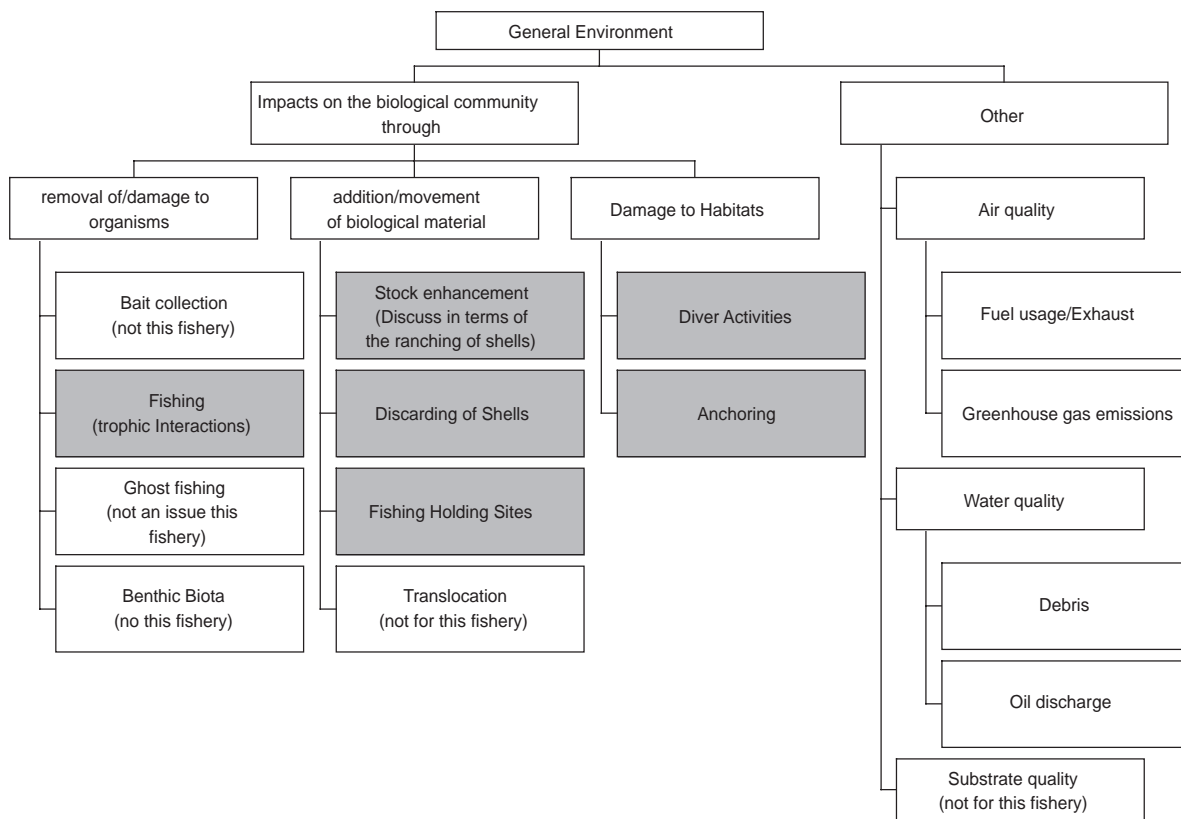 General Environment
Impacts on the biological community
through
Other
removal of/damage to
organisms
addition/movement
of biological material
Damage to Habitats
Air quality
Bait collection
(not this fishery)
Stock enhancement
(Discuss in terms of
the ranching of shells)
Diver Activities
Fuel usage/Exhaust
Fishing
(trophic Interactions)
Discarding of Shells
Anchoring
Greenhouse gas emissions
Ghost fishing
(not an issue this
fishery)
Fishing Holding Sites
Water quality
Benthic Biota
(no this fishery)
Translocation
(not for this fishery)
Debris
Oil discharge
Substrate quality
(not for this fishery)